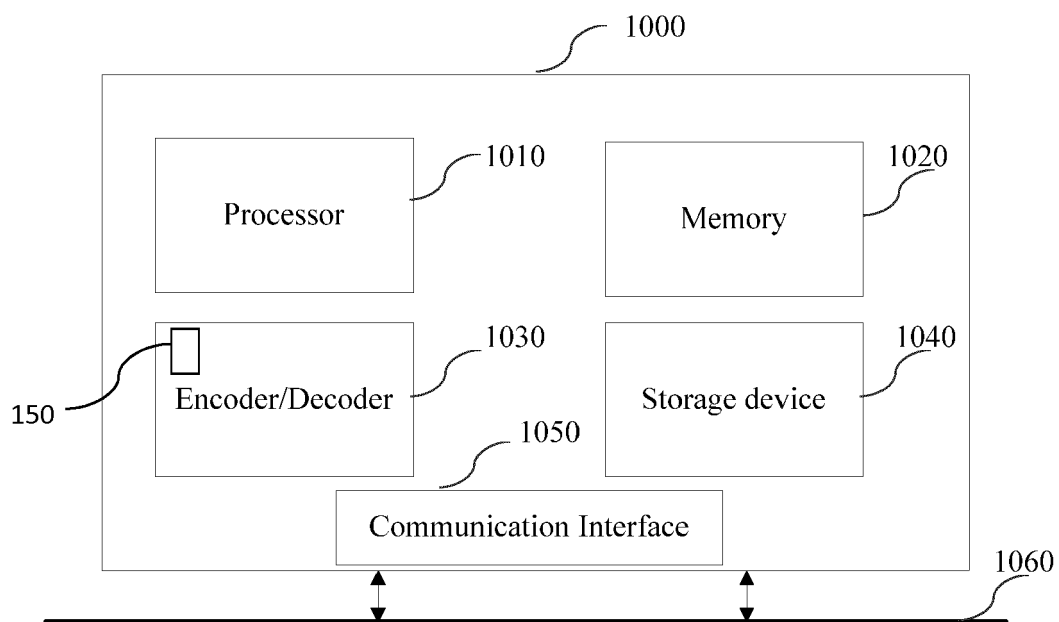 1000
1010
Processor
1020
Memory
1030
Encoder/Decoder
150
1040
Storage device
1050
Communication Interface
1060